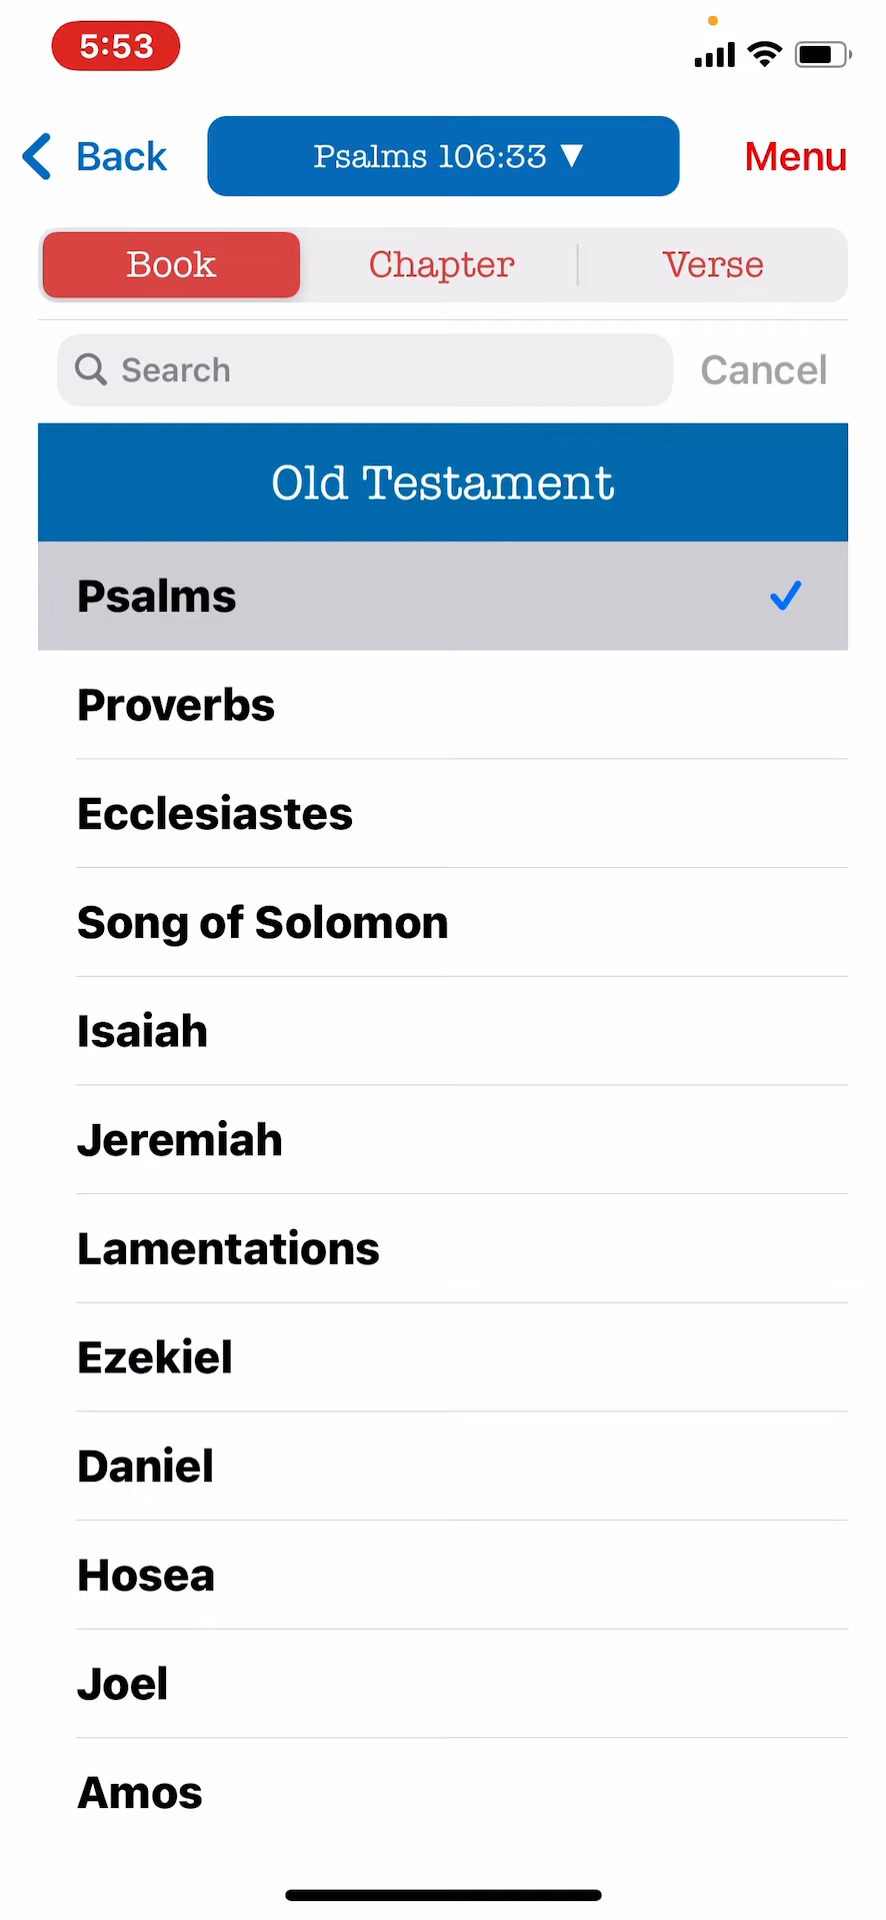 5:53
Back
Psalms 106:33 ▼
Menu
Book
Chapter
Verse
Search
Cancel
Old Testament
Psalms
Proverbs
Ecclesiastes
Song of Solomon
Isaiah
Jeremiah
Lamentations
Ezekiel
Daniel
Hosea
Joel
Amos